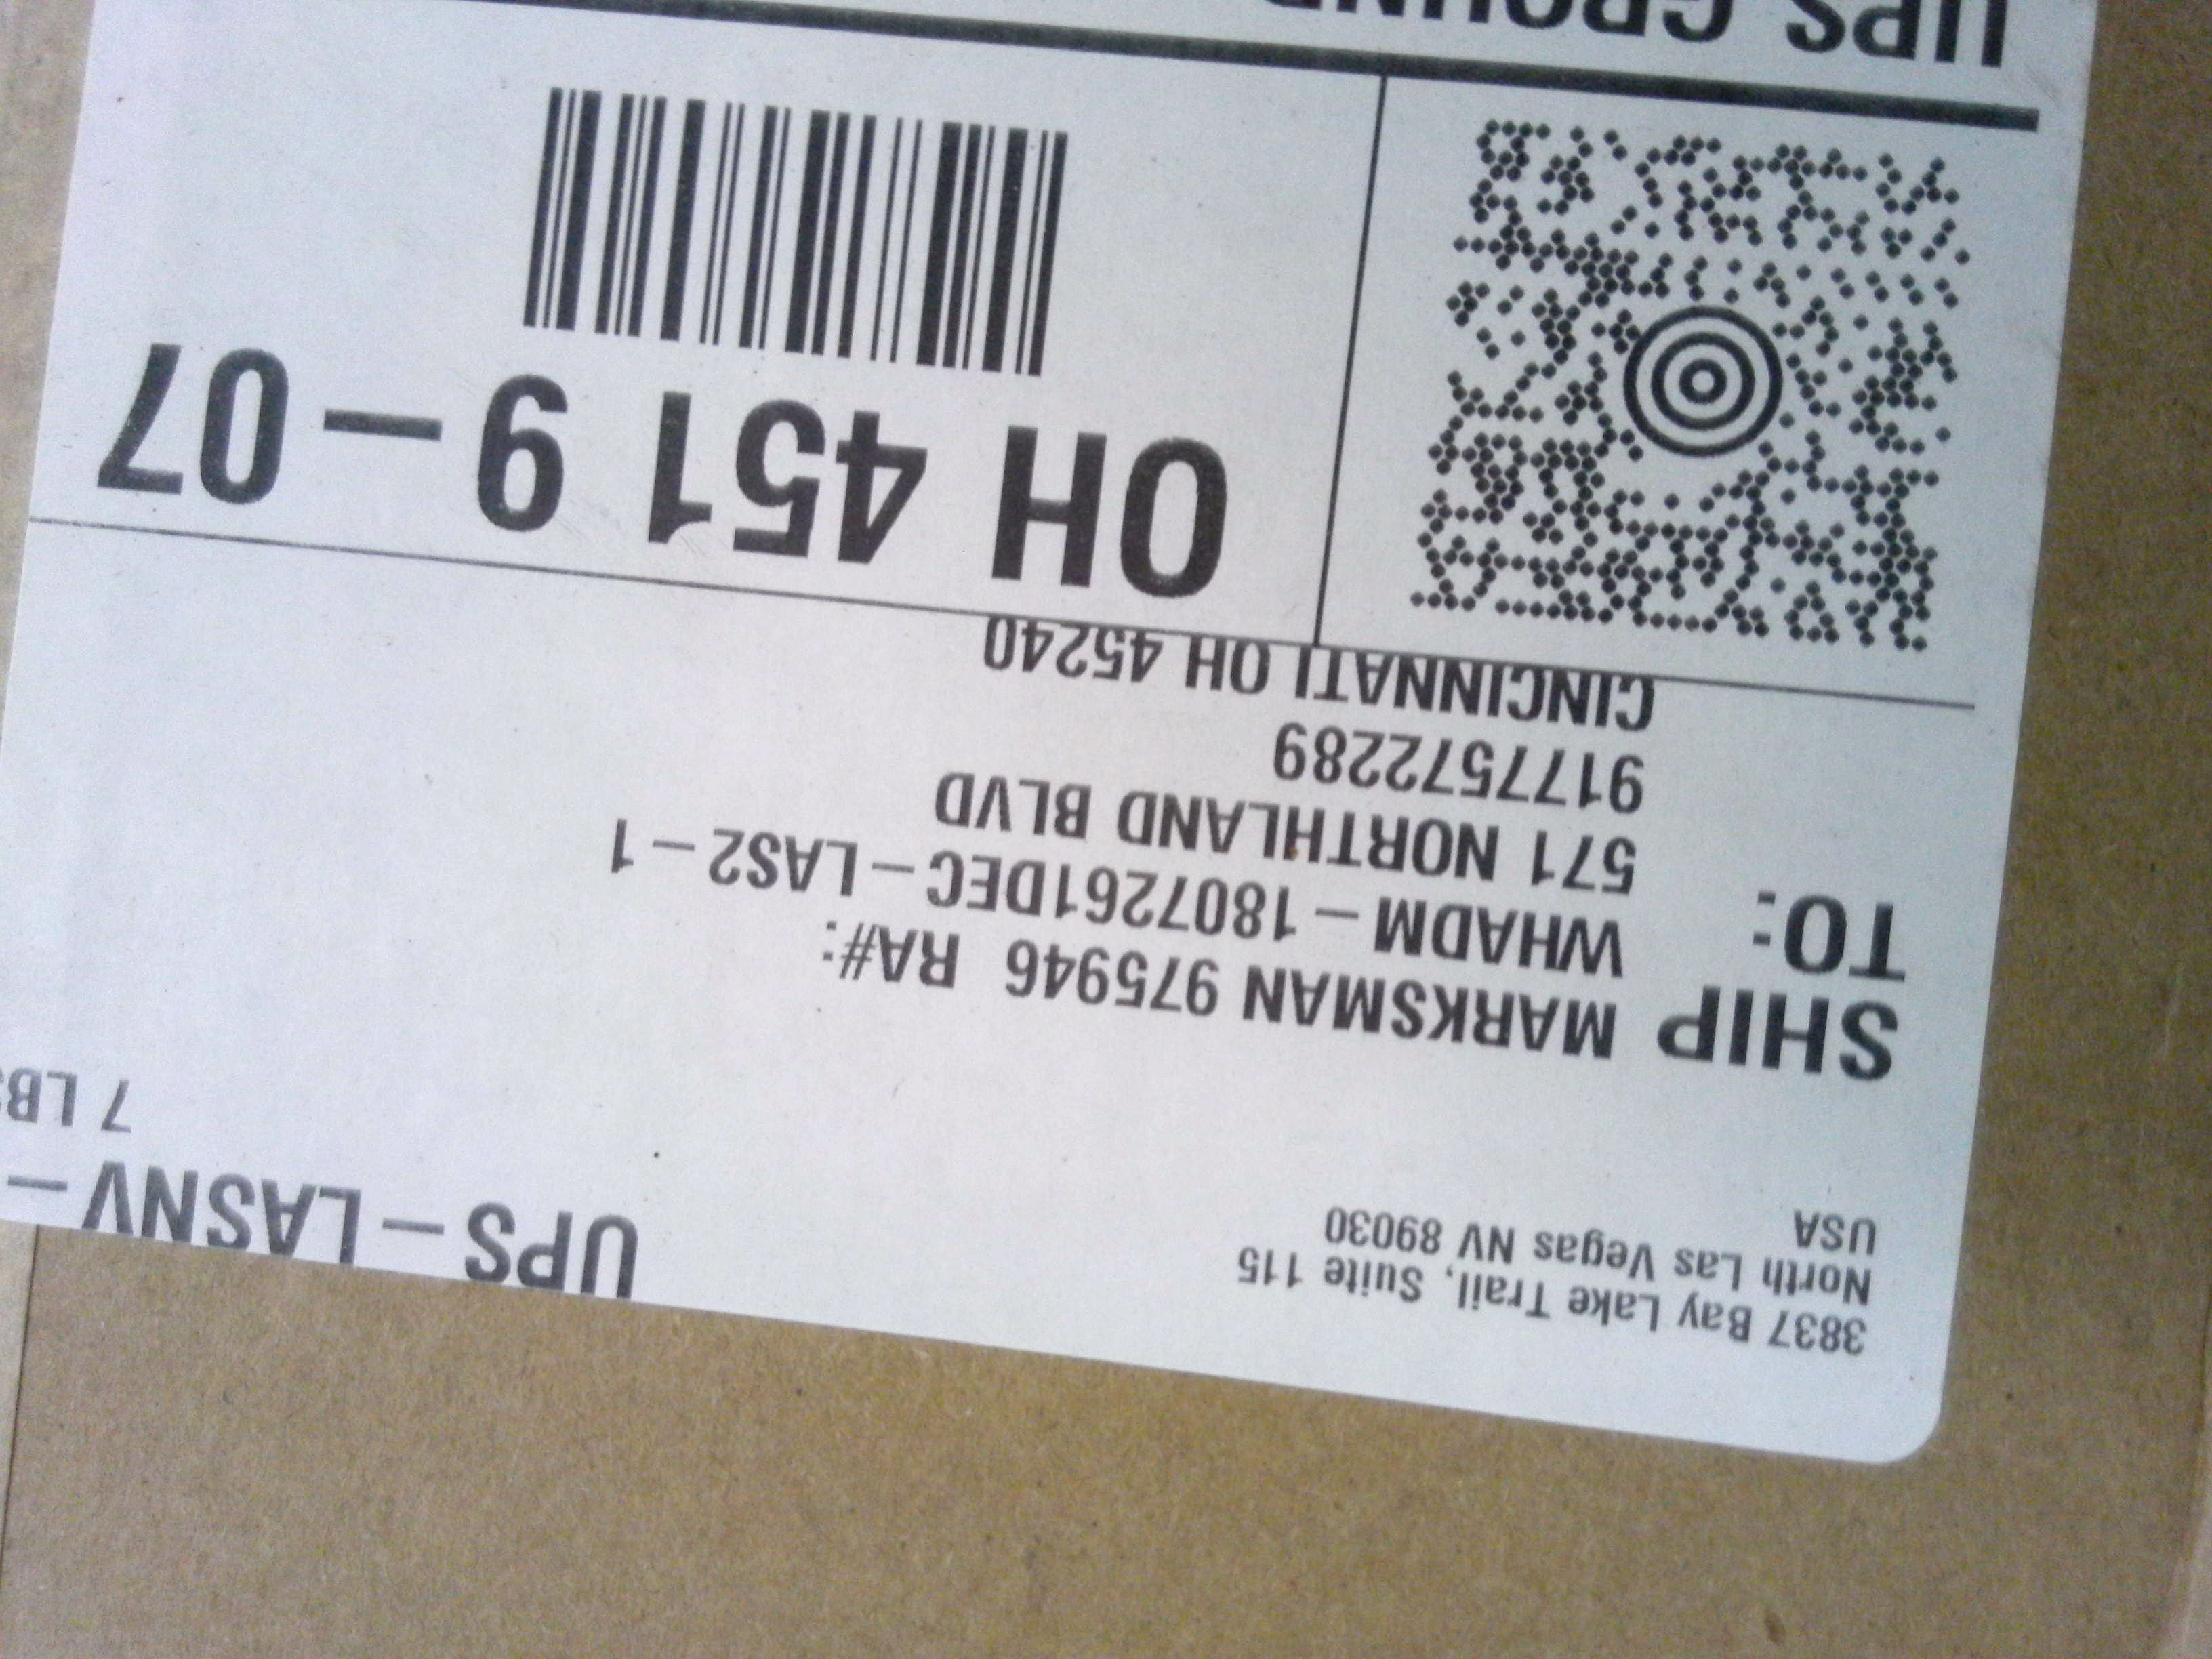 3837 Bay Lake Trail, Suite 115
North Las Vegas NV 89030
USA
UPS-LASNV-
7 LB
SHIP TO:
MARKSMAN 975946 RA#:
WHADM-1807261DEC-LAS2-1
571 NORTHLAND BLVD
9177572289
CINCINNATI OH 45240
OH 451 9-07
UPS GROUND